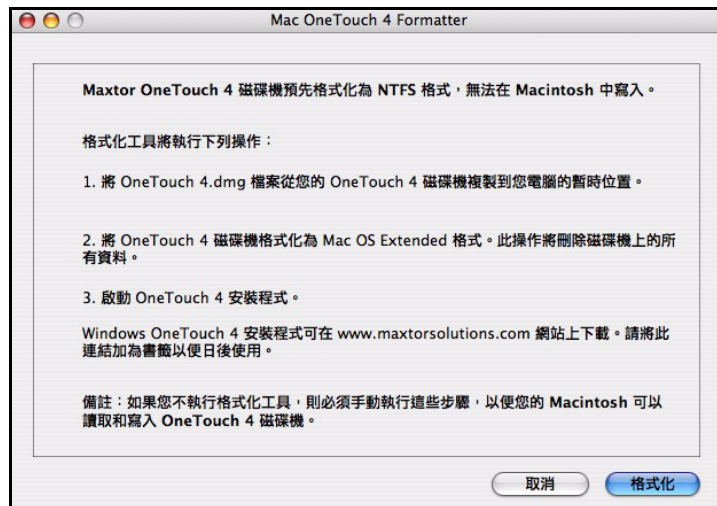 Mac OneTouch 4 Formatter
Maxtor OneTouch 4 磁碟機預先格式化為 NTFS 格式，無法在 Macintosh 中寫入。
格式化工具將執行下列操作：
1. 將 OneTouch 4.dmg 檔案從您的 OneTouch 4 磁碟機複製到您電腦的暫時位置。
2. 將 OneTouch 4 磁碟機格式化為 Mac OS Extended 格式。此操作將刪除磁碟機上的所
有資料。
3. 啟動 OneTouch 4 安裝程式。
Windows OneTouch 4 安裝程式可在 www.maxtorsolutions.com 網站上下載。請將此
連結加為書籤以便日後使用。
備註：如果您不執行格式化工具，則必須手動執行這些步驟，以便您的 Macintosh 可以
讀取和寫入 OneTouch 4 磁碟機。
取消
格式化